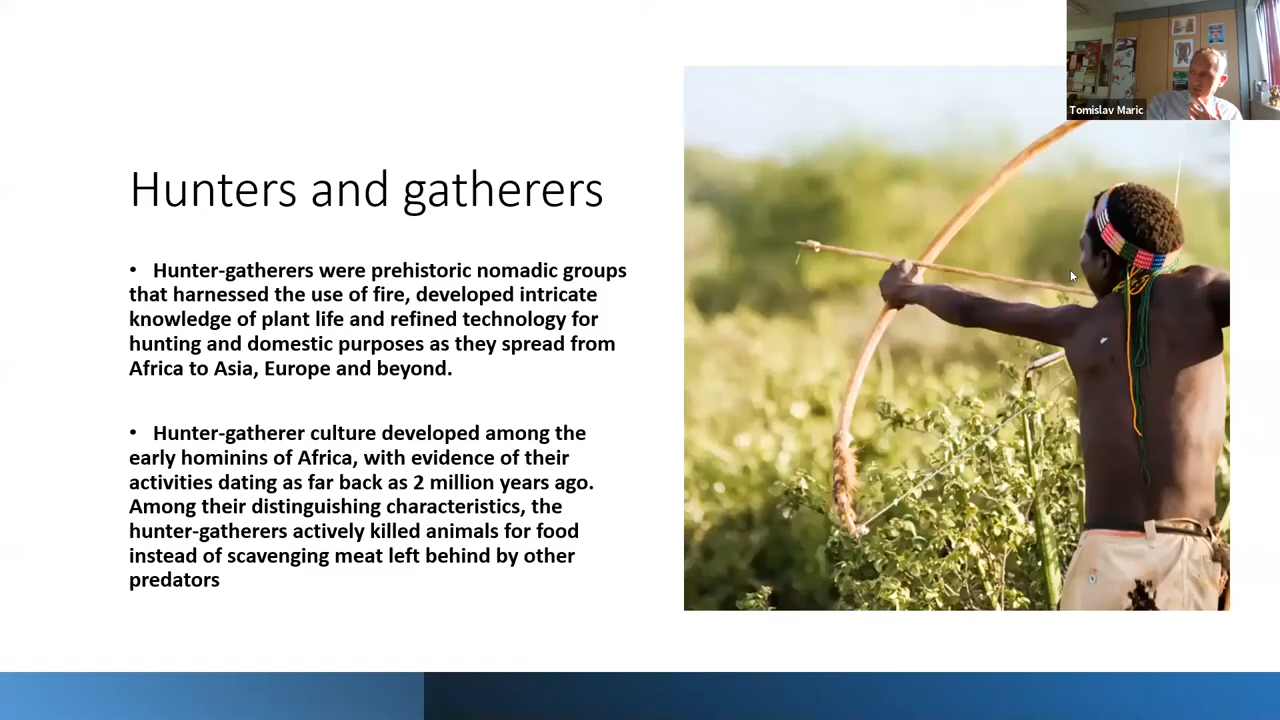 Tomislav Maric
Hunters and gatherers
• Hunter-gatherers were prehistoric nomadic groups
that harnessed the use of fire, developed intricate
knowledge of plant life and refined technology for
hunting and domestic purposes as they spread from
Africa to Asia, Europe and beyond.
• Hunter-gatherer culture developed among the
early hominins of Africa, with evidence of their
activities dating as far back as 2 million years ago.
Among their distinguishing characteristics, the
hunter-gatherers actively killed animals for food
instead of scavenging meat left behind by other
predators